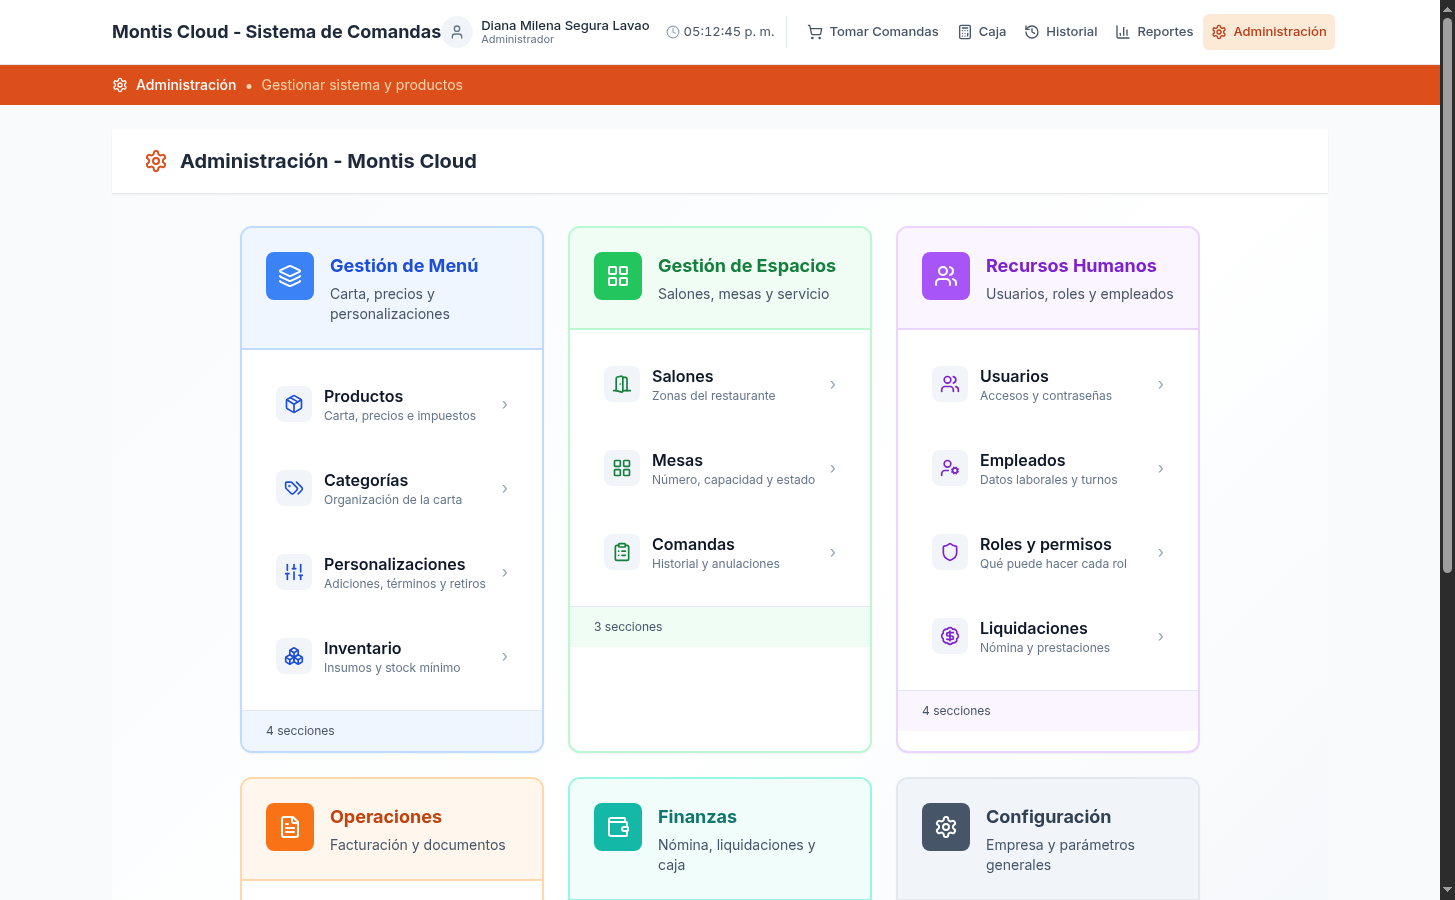 Montis Cloud - Sistema de Comandas
Diana Milena Segura Lavao
Administrador
05:12:45 p. m.
Tomar Comandas
Caja
Historial
Reportes
Administración
Administración • Gestionar sistema y productos
Administración - Montis Cloud
Gestión de Menú
Carta, precios y
personalizaciones
Productos
Carta, precios e impuestos
Categorías
Organización de la carta
Personalizaciones
Adiciones, términos y retiros
Inventario
Insumos y stock mínimo
4 secciones
Gestión de Espacios
Salones, mesas y servicio
Salones
Zonas del restaurante
Mesas
Número, capacidad y estado
Comandas
Historial y anulaciones
3 secciones
Recursos Humanos
Usuarios, roles y empleados
Usuarios
Accesos y contraseñas
Empleados
Datos laborales y turnos
Roles y permisos
Qué puede hacer cada rol
Liquidaciones
Nómina y prestaciones
4 secciones
Operaciones
Facturación y documentos
Finanzas
Nómina, liquidaciones y
caja
Configuración
Empresa y parámetros
generales